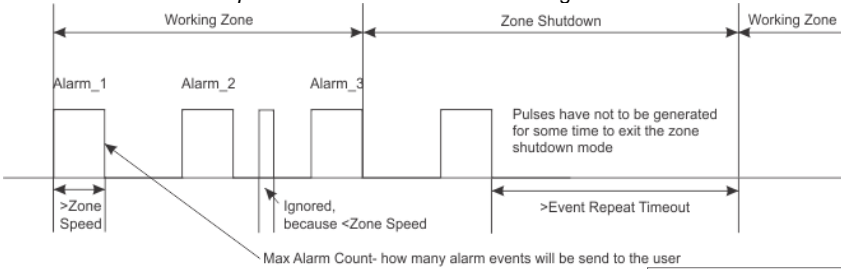 Working Zone
Zone Shutdown
Working Zone
Alarm_1
Alarm_2
Alarm_3
Pulses have not to be generated
for some time to exit the zone
shutdown mode
>Zone
Speed
Ignored,
because <Zone Speed
>Event Repeat Timeout
Max Alarm Count- how many alarm events will be send to the user